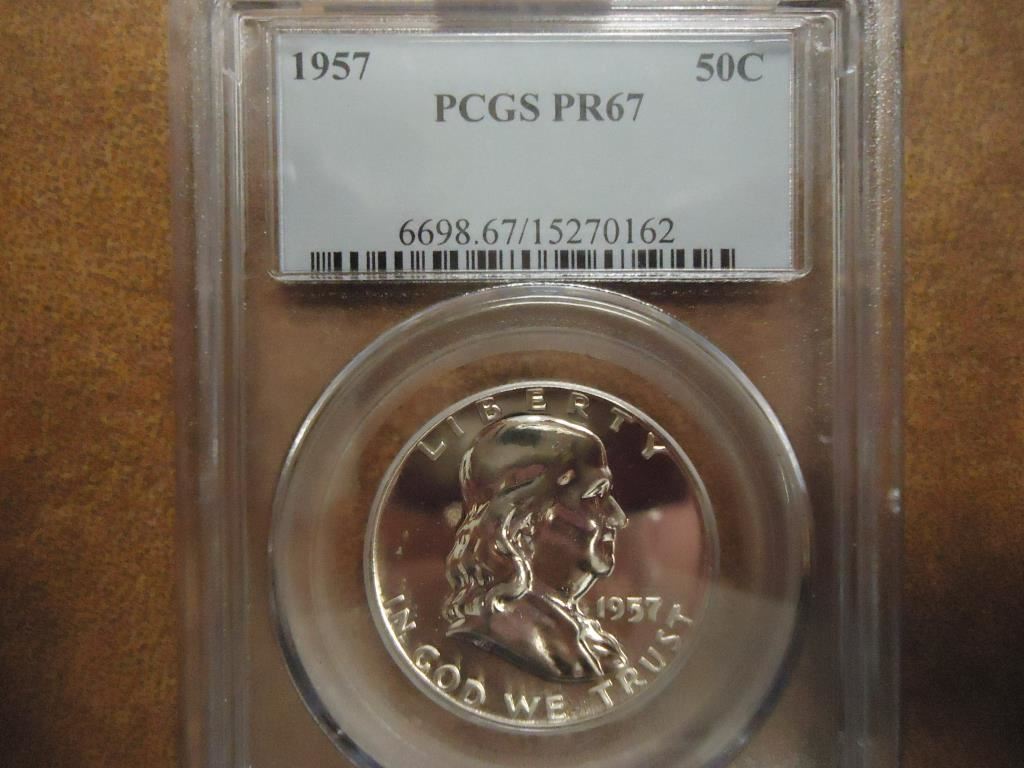 1957 50C
PCGS PR67
6698.67/15270162
LIBERTY
1957
IN GOD WE TRUST